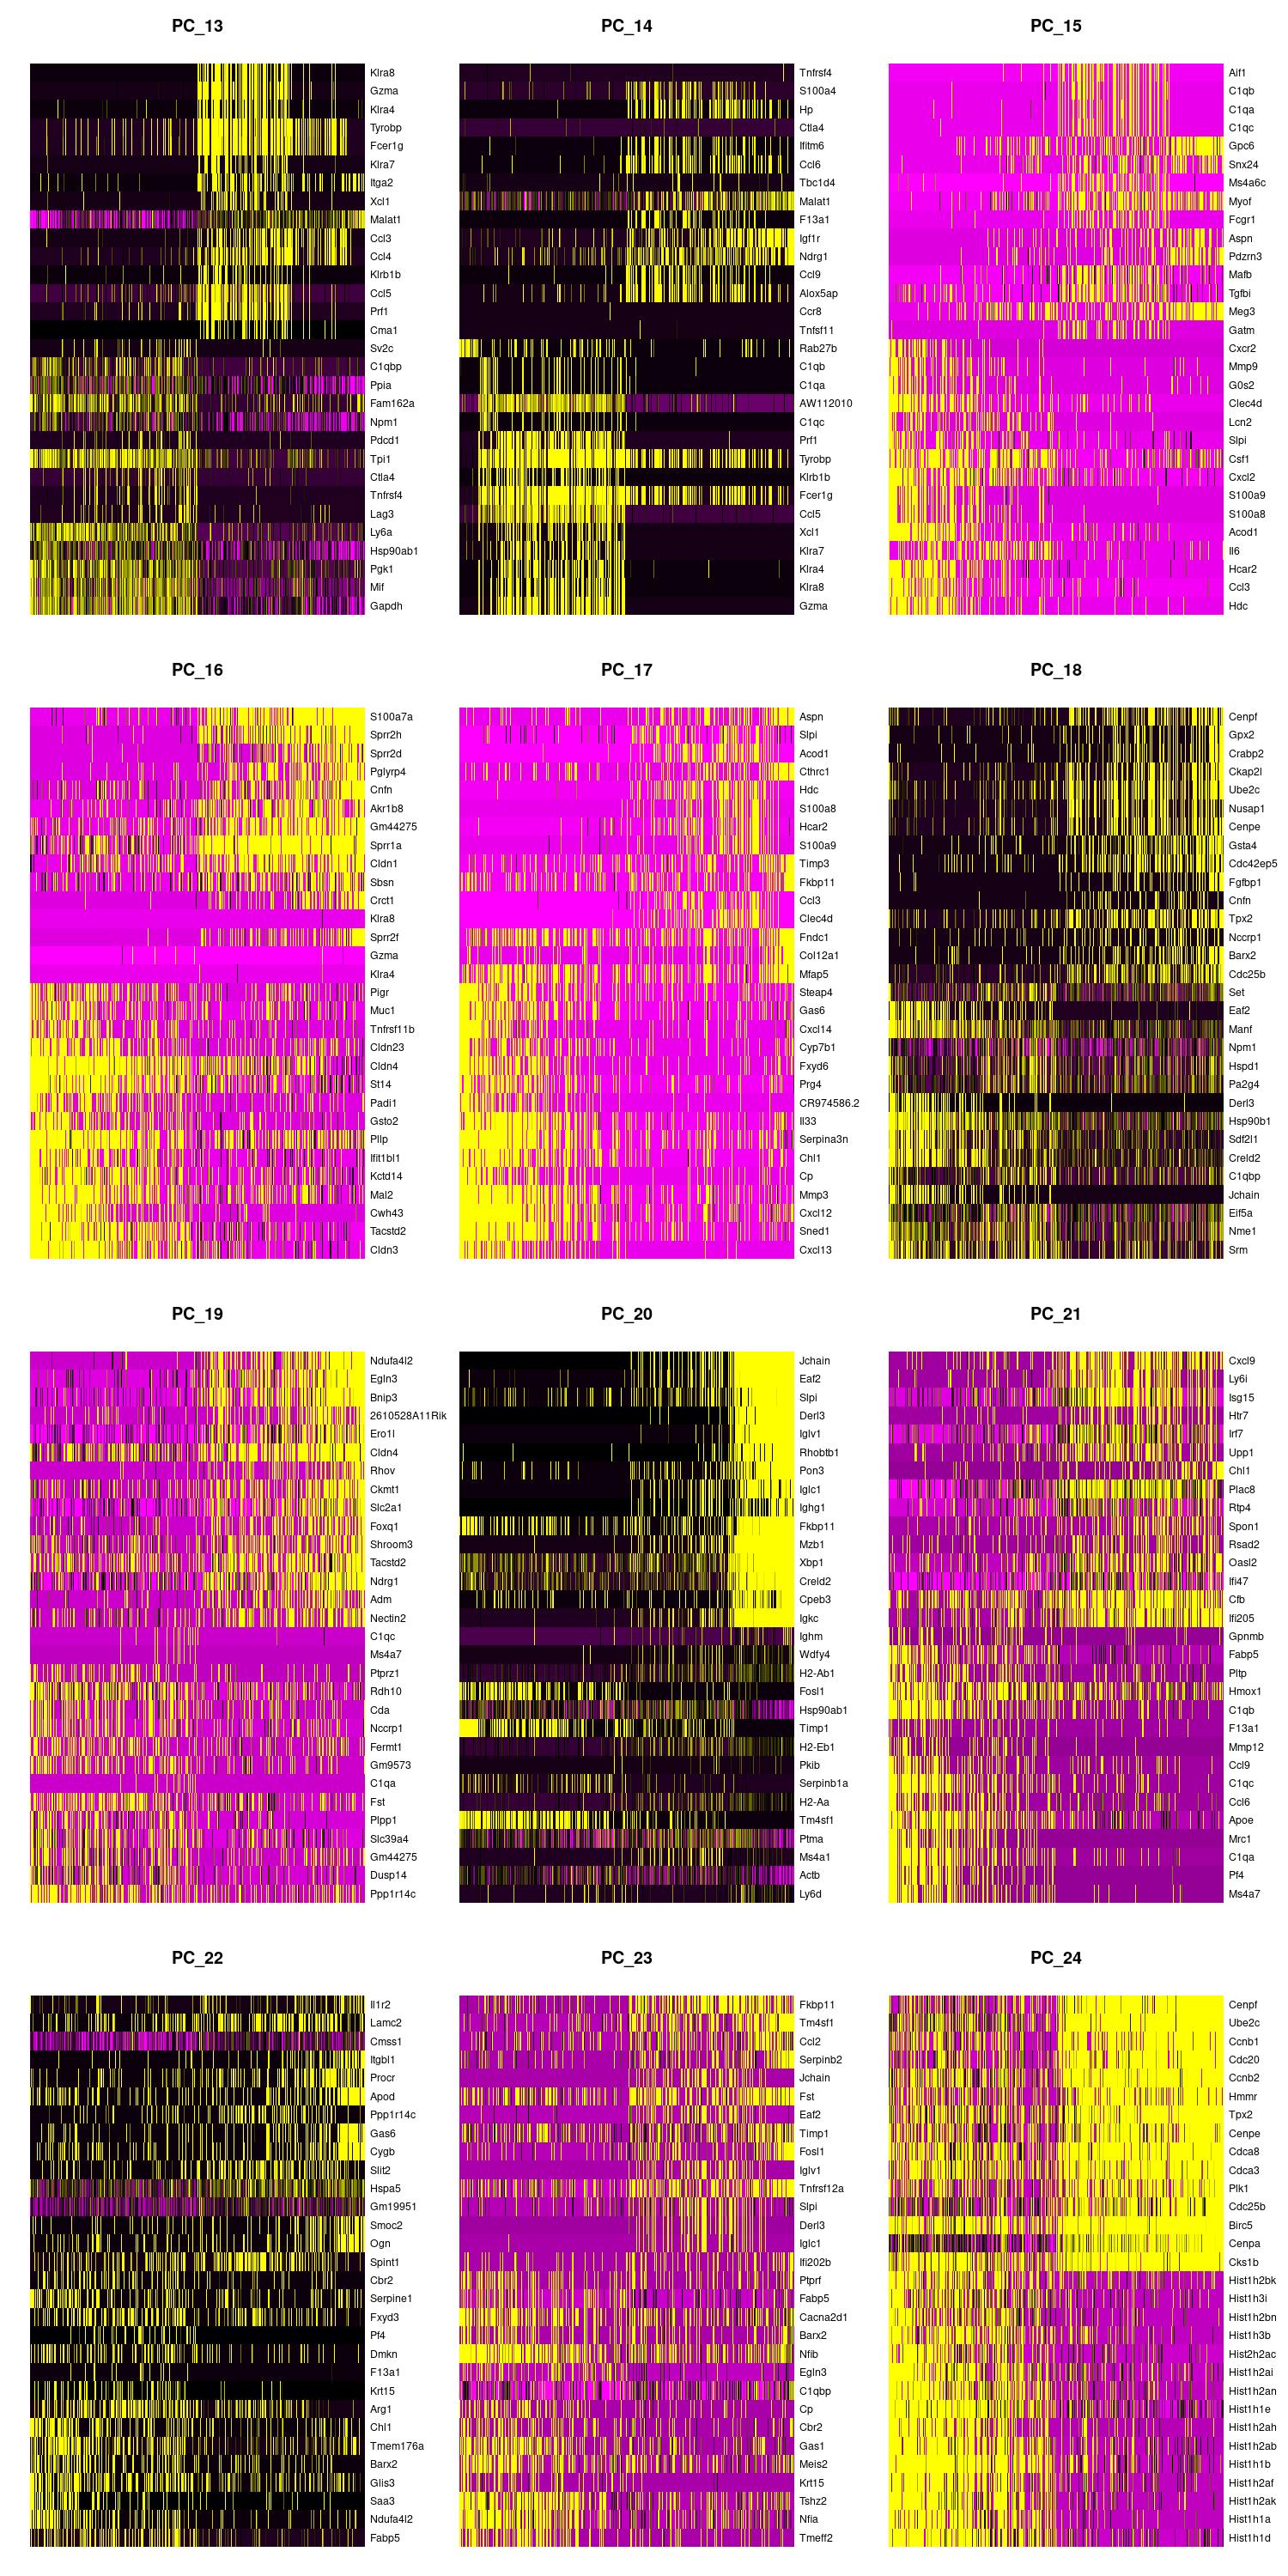 PC_13
Klra8
Gzma
Klra4
Tyrobp
Fcer1g
Klra7
Itga2
Xcl1
Malat1
Ccl3
Ccl4
Klrb1b
Ccl5
Prf1
Cma1
Sv2c
C1qbp
Ppia
Fam162a
Npm1
Pdcd1
Tpi1
Ctla4
Tnfrsf4
Lag3
Ly6a
Hsp90ab1
Pgk1
Mif
Gapdh
PC_14
Tnfrsf4
S100a4
Hp
Ctla4
Ifitm6
Ccl6
Tbc1d4
Malat1
F13a1
Igf1r
Ndrg1
Ccl9
Alox5ap
Ccr8
Tnfsf11
Rab27b
C1qb
C1qa
AW112010
C1qc
Prf1
Tyrobp
Klrb1b
Fcer1g
Ccl5
Xcl1
Klra7
Klra4
Klra8
Gzma
PC_15
Aif1
C1qb
C1qa
C1qc
Gpc6
Snx24
Ms4a6c
Myof
Fcgr1
Aspn
Pdzrn3
Mafb
Tgfbi
Meg3
Gatm
Cxcr2
Mmp9
G0s2
Clec4d
Lcn2
Slpi
Csf1
Cxcl2
S100a9
S100a8
Acod1
Il6
Hcar2
Ccl3
Hdc
PC_16
S100a7a
Sprr2h
Sprr2d
Pglyrp4
Cnfn
Akr1b8
Gm44275
Sprr1a
Cldn1
Sbsn
Crct1
Klra8
Sprr2f
Gzma
Klra4
Pigr
Muc1
Tnfrsf11b
Cldn23
Cldn4
St14
Padi1
Gsto2
Pllp
Ifit1bl1
Kctd14
Mal2
Cwh43
Tacstd2
Cldn3
PC_17
Aspn
Slpi
Acod1
Cthrc1
Hdc
S100a8
Hcar2
S100a9
Timp3
Fkbp11
Ccl3
Clec4d
Fndc1
Col12a1
Mfap5
Steap4
Gas6
Cxcl14
Cyp7b1
Fxyd6
Prg4
CR974586.2
Il33
Serpina3n
Chl1
Cp
Mmp3
Cxcl12
Sned1
Cxcl13
PC_18
Cenpf
Gpx2
Crabp2
Ckap2l
Ube2c
Nusap1
Cenpe
Gsta4
Cdc42ep5
Fgfbp1
Cnfn
Tpx2
Nccrp1
Barx2
Cdc25b
Set
Eaf2
Manf
Npm1
Hspd1
Pa2g4
Derl3
Hsp90b1
Sdf2l1
Creld2
C1qbp
Jchain
Eif5a
Nme1
Srm
PC_19
Ndufa4l2
Egln3
Bnip3
2610528A11Rik
Ero1l
Cldn4
Rhov
Ckmt1
Slc2a1
Foxq1
Shroom3
Tacstd2
Ndrg1
Adm
Nectin2
C1qc
Ms4a7
Ptprz1
Rdh10
Cda
Nccrp1
Fermt1
Gm9573
C1qa
Fst
Plpp1
Slc39a4
Gm44275
Dusp14
Ppp1r14c
PC_20
Jchain
Eaf2
Slpi
Derl3
Iglv1
Rhobtb1
Pon3
Iglc1
Ighg1
Fkbp11
Mzb1
Xbp1
Creld2
Cpeb3
Igkc
Ighm
Wdfy4
H2-Ab1
Fosl1
Hsp90ab1
Timp1
H2-Eb1
Pkib
Serpinb1a
H2-Aa
Tm4sf1
Ptma
Ms4a1
Actb
Ly6d
PC_21
Cxcl9
Ly6i
Isg15
Htr7
Irf7
Upp1
Chl1
Plac8
Rtp4
Spon1
Rsad2
Oasl2
Ifi47
Cfb
Ifi205
Gpnmb
Fabp5
Pltp
Hmox1
C1qb
F13a1
Mmp12
Ccl9
C1qc
Ccl6
Apoe
Mrc1
C1qa
Pf4
Ms4a7
PC_22
Il1r2
Lamc2
Cmss1
Itgbl1
Procr
Apod
Ppp1r14c
Gas6
Cygb
Slit2
Hspa5
Gm19951
Smoc2
Ogn
Spint1
Cbr2
Serpine1
Fxyd3
Pf4
Dmkn
F13a1
Krt15
Arg1
Chl1
Tmem176a
Barx2
Glis3
Saa3
Ndufa4l2
Fabp5
PC_23
Fkbp11
Tm4sf1
Ccl2
Serpinb2
Jchain
Fst
Eaf2
Timp1
Fosl1
Iglv1
Tnfrsf12a
Slpi
Derl3
Iglc1
Ifi202b
Ptprf
Fabp5
Cacna2d1
Barx2
Nfib
Egln3
C1qbp
Cp
Cbr2
Gas1
Meis2
Krt15
Tshz2
Nfia
Tmeff2
PC_24
Cenpf
Ube2c
Ccnb1
Cdc20
Ccnb2
Hmmr
Tpx2
Cenpe
Cdca8
Cdca3
Plk1
Cdc25b
Birc5
Cenpa
Cks1b
Hist1h2bk
Hist1h3i
Hist1h2bn
Hist1h3b
Hist2h2ac
Hist1h2ai
Hist1h2an
Hist1h1e
Hist1h2ah
Hist1h2ab
Hist1h1b
Hist1h2af
Hist1h2ak
Hist1h1a
Hist1h1d